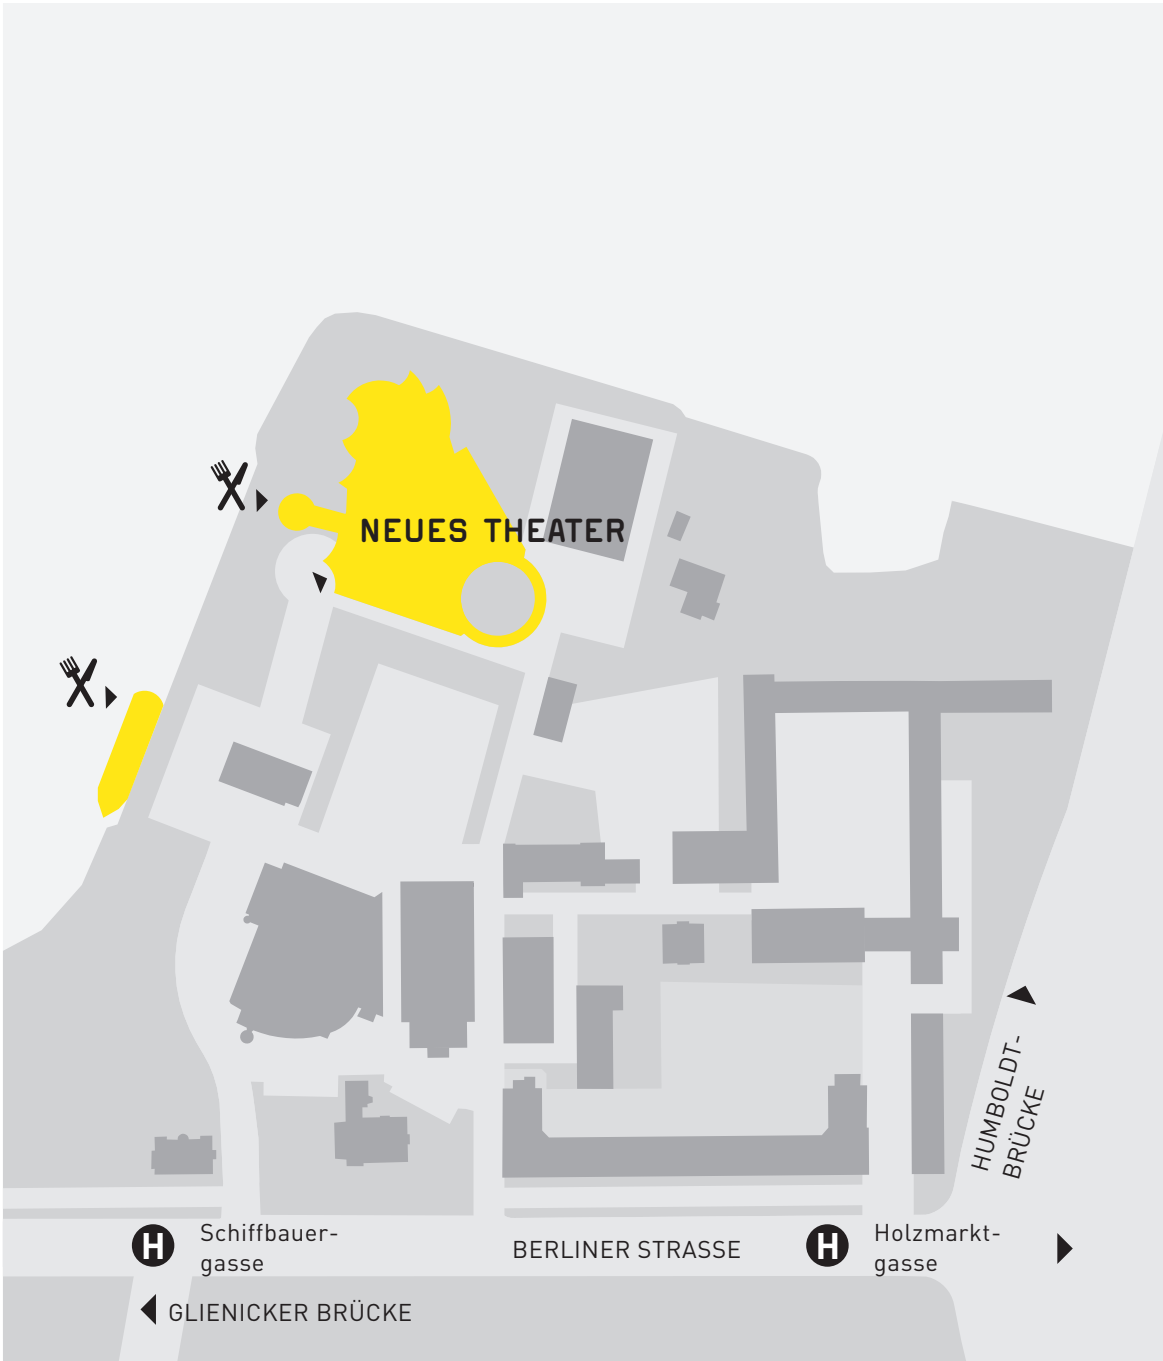 NEUES THEATER
HUMBOLDT-
BRÜCKE
H
Schiffbauer-
gasse
BERLINER STRASSE
H
Holzmarkt-
gasse
GLIENICKER BRÜCKE